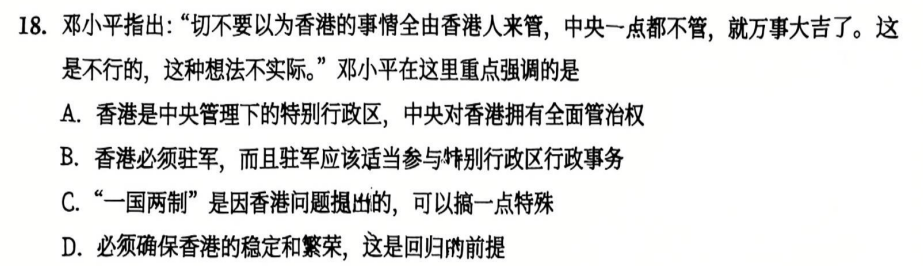 18. 邓小平指出：“切不要以为香港的事情全由香港人来管，中央一点都不管，就万事大吉了。这
是不行的，这种想法不实际。”邓小平在这里重点强调的是
A. 香港是中央管理下的特别行政区，中央对香港拥有全面管治权
B. 香港必须驻军，而且驻军应该适当参与特别行政区行政事务
C. “一国两制”是因香港问题提出的，可以搞一点特殊
D. 必须确保香港的稳定和繁荣，这是回归的前提